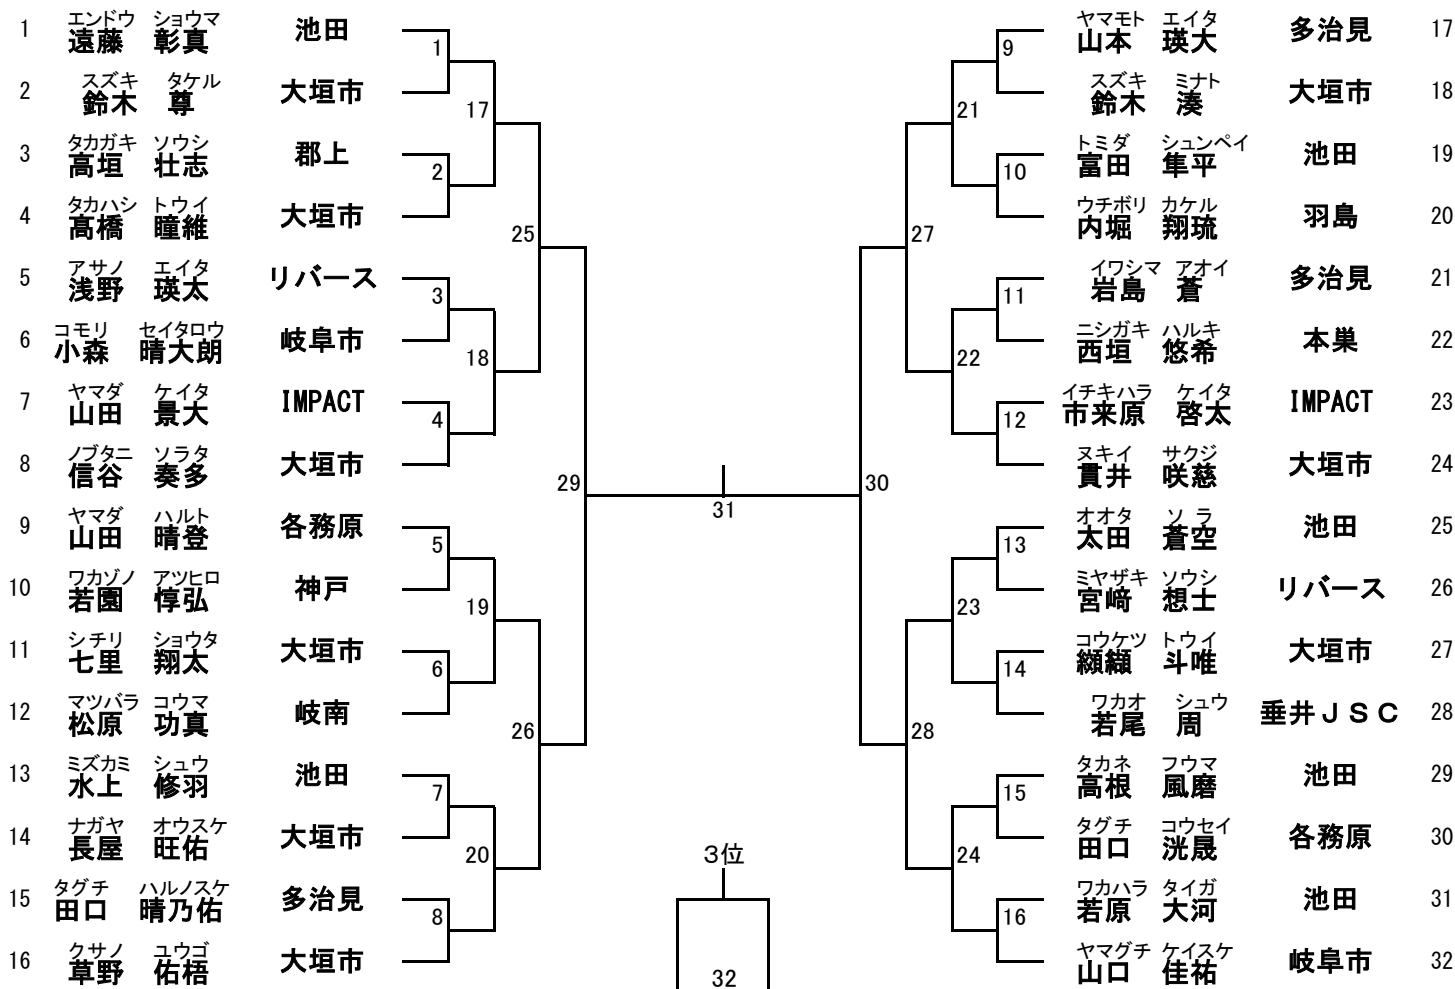 1 エンドウ ショウマ 遠藤 彰真 池田
2 スズキ タケル 鈴木 尊 大垣市
3 タカガキ ソウシ 高垣 壮志 郡上
4 タカハシ トウイ 髙橋 瞳維 大垣市
5 アサノ エイタ 浅野 瑛太 リバース
6 コモリ セイタロウ 小森 晴大朗 岐阜市
7 ヤマダ ケイタ 山田 景大 IMPACT
8 ノブタニ ソラタ 信谷 奏多 大垣市
9 ヤマダ ハルト 山田 晴登 各務原
10 ワカゾノ アツヒロ 若園 惇弘 神戸
11 シチリ ショウタ 七里 翔太 大垣市
12 マツバラ コウマ 松原 功真 岐南
13 ミズカミ シュウ 水上 修羽 池田
14 ナガヤ オウスケ 長屋 旺佑 大垣市
15 タグチ ハルノスケ 田口 晴乃佑 多治見
16 クサノ ユウゴ 草野 佑梧 大垣市
1
2
3
4
5
6
7
8
17
18
19
20
25
26
29
31
3位
32
30
27
28
21
22
23
24
9
10
11
12
13
14
15
16
ヤマモト エイタ 山本 瑛大 多治見 17
スズキ ミナト 鈴木 湊 大垣市 18
トミダ シュンペイ 富田 隼平 池田 19
ウチボリ カケル 内堀 翔琉 羽島 20
イワシマ アオイ 岩島 蒼 多治見 21
ニシガキ ハルキ 西垣 悠希 本巣 22
イチキハラ ケイタ 市来原 啓太 IMPACT 23
ヌキイ サクジ 貫井 咲慈 大垣市 24
オオタ ソラ 太田 蒼空 池田 25
ミヤザキ ソウシ 宮﨑 想士 リバース 26
コウケツ トウイ 纐纈 斗唯 大垣市 27
ワカオ シュウ 若尾 周 垂井ＪＳＣ 28
タカネ フウマ 高根 風磨 池田 29
タグチ コウセイ 田口 洸晟 各務原 30
ワカハラ タイガ 若原 大河 池田 31
ヤマグチ ケイスケ 山口 佳祐 岐阜市 32